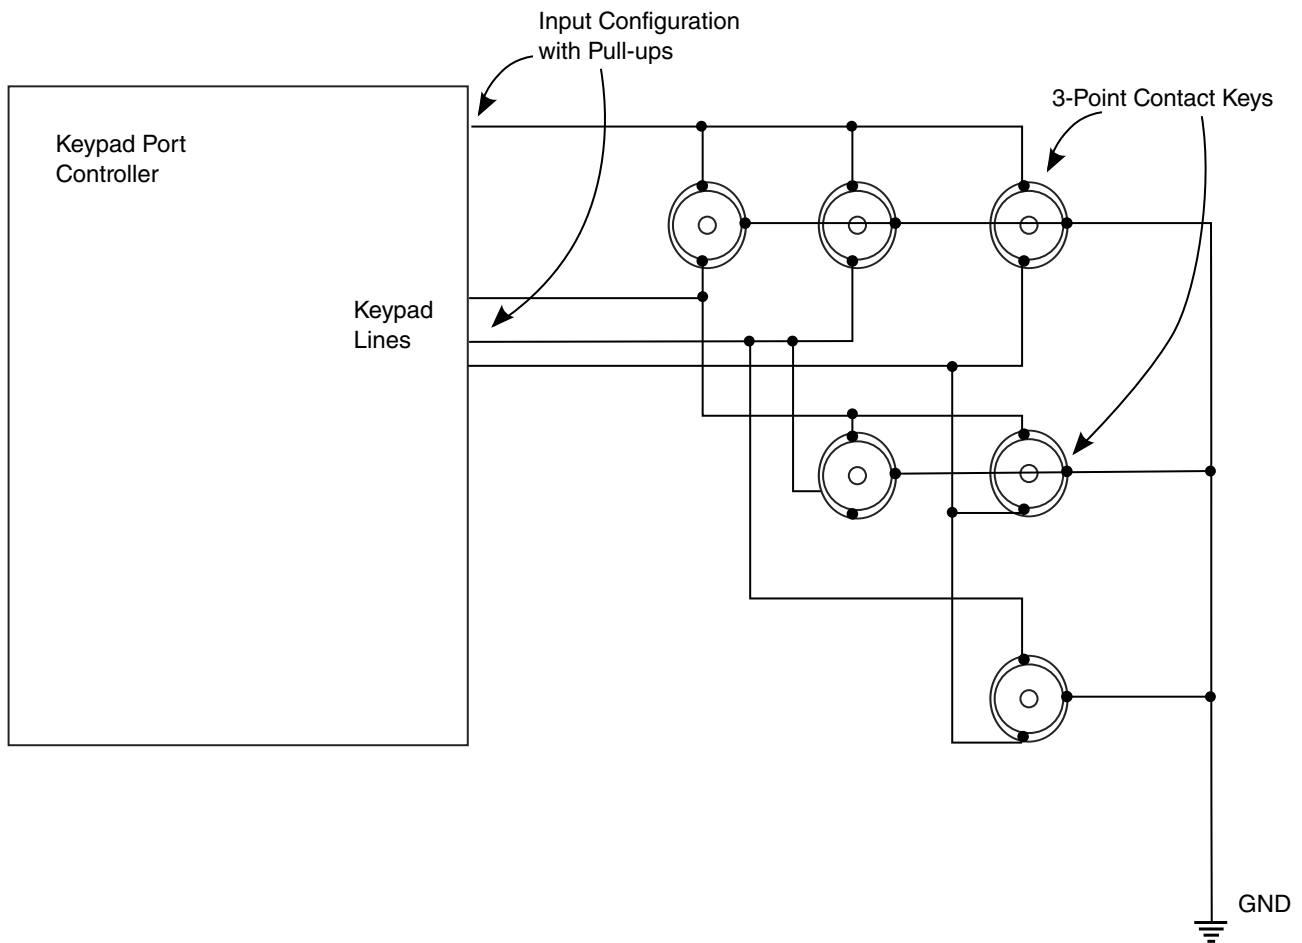 Input Configuration
with Pull-ups
3-Point Contact Keys
Keypad Port
Controller
Keypad
Lines
GND